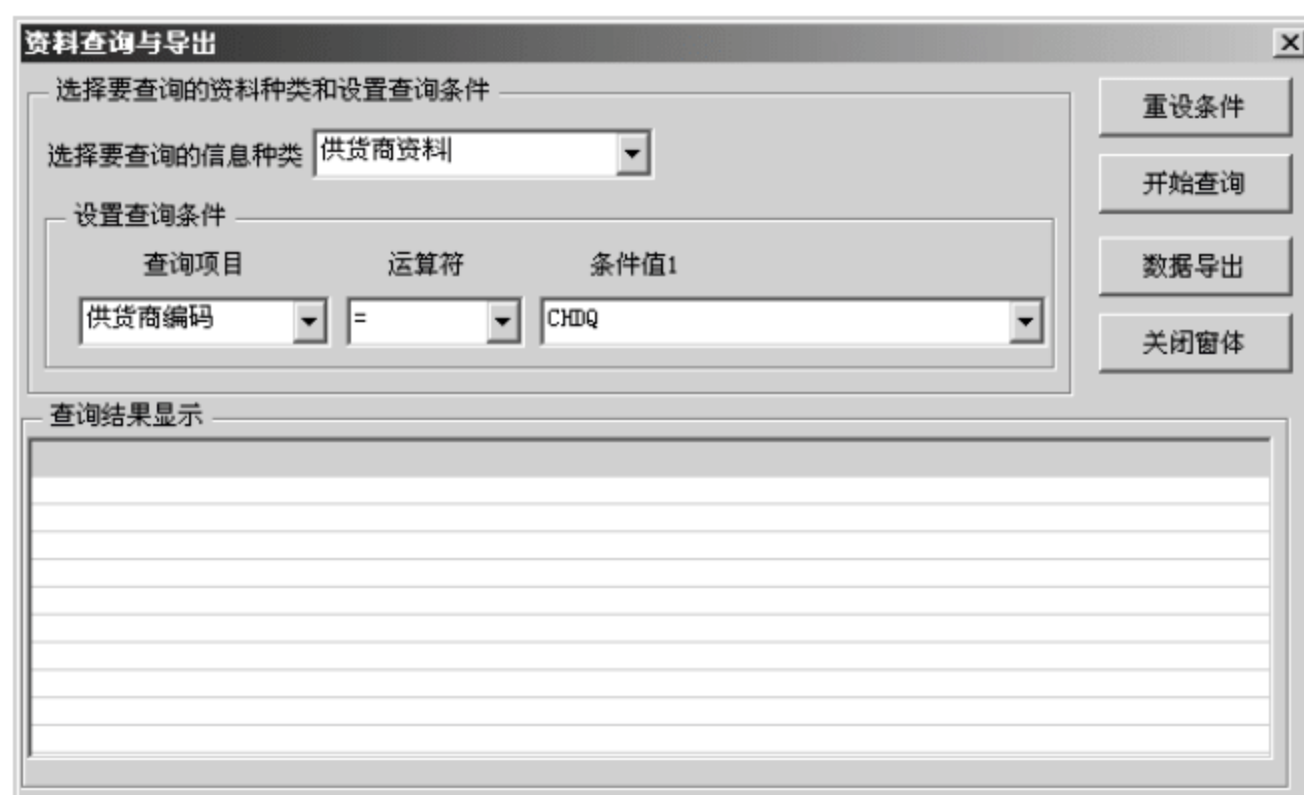 资料查询与导出
选择要查询的资料种类和设置查询条件
选择要查询的信息种类 供货商资料
设置查询条件
查询项目 运算符 条件值1
供货商编码 = CHDQ
重设条件
开始查询
数据导出
关闭窗体
查询结果显示